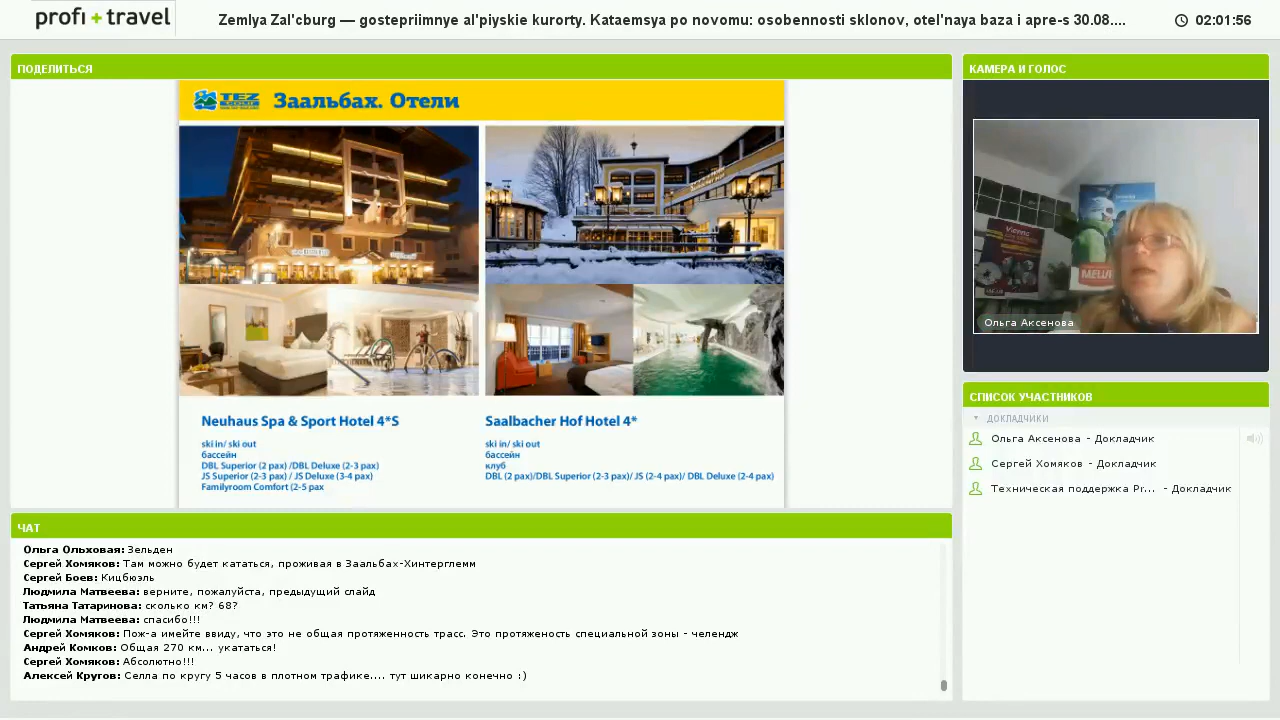 profi + travel
Zemlya Zal'cburg — gostepriimnye al'piyskie kurorty. Kataemsya po novomu: osobennosti sklonov, otel'naya baza i apre-s 30.08....
02:01:56
ПОДЕЛИТЬСЯ
TEZ TOUR
Заальбах. Отели
Neuhaus Spa & Sport Hotel 4*S
ski in/ ski out
бассейн
DBL Superior (2 pax) /DBL Deluxe (2-3 pax)
JS Superior (2-3 pax) / JS Deluxe (3-4 pax)
Familyroom Comfort (2-5 pax
Saalbacher Hof Hotel 4*
ski in/ ski out
бассейн
клуб
DBL (2 pax)/DBL Superior (2-3 pax)/ JS (2-4 pax)/ DBL Deluxe (2-4 pax)
КАМЕРА И ГОЛОС
Vienna
МЕШ
Ольга Аксенова
СПИСОК УЧАСТНИКОВ
ДОКЛАДЧИКИ
Ольга Аксенова - Докладчик
Сергей Хомяков - Докладчик
Техническая поддержка Pr... - Докладчик
ЧАТ
Ольга Ольховая: Зельден
Сергей Хомяков: Там можно будет кататься, проживая в Заальбах-Хинтерглемм
Сергей Боев: Кицбюэль
Людмила Матвеева: верните, пожалуйста, предыдущий слайд
Татьяна Татаринова: сколько км? 68?
Людмила Матвеева: спасибо!!!
Сергей Хомяков: Пож-а имейте ввиду, что это не общая протяженность трасс. Это протяженость специальной зоны - челендж
Андрей Комков: Общая 270 км... укататься!
Сергей Хомяков: Абсолютно!!!
Алексей Кругов: Селла по кругу 5 часов в плотном трафике.... тут шикарно конечно :)